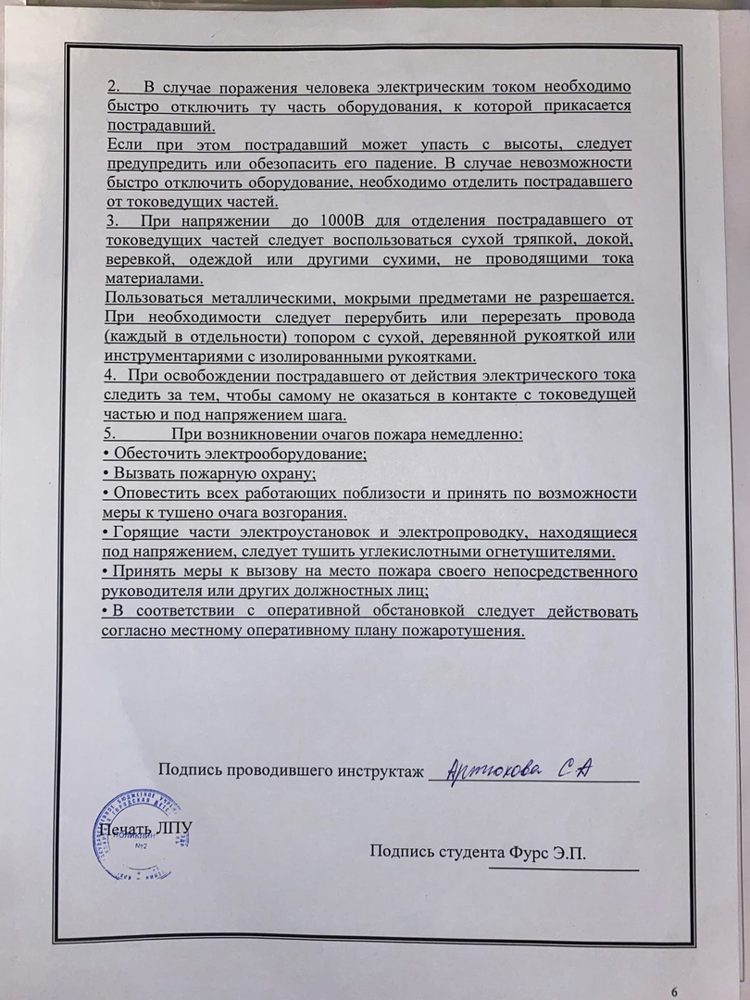 2. В случае поражения человека электрическим током необходимо
быстро отключить ту часть оборудования, к которой прикасается
пострадавший.
Если при этом пострадавший может упасть с высоты, следует
предупредить или обезопасить его падение. В случае невозможности
быстро отключить оборудование, необходимо отделить пострадавшего
от токоведущих частей.
3. При напряжении до 1000В для отделения пострадавшего от
токоведущих частей следует воспользоваться сухой тряпкой, докой,
веревкой, одеждой или другими сухими, не проводящими тока
материалами.
Пользоваться металлическими, мокрыми предметами не разрешается.
При необходимости следует перерубить или перерезать провода
(каждый в отдельности) топором с сухой, деревянной рукояткой или
инструментариями с изолированными рукоятками.
4. При освобождении пострадавшего от действия электрического тока
следить за тем, чтобы самому не оказаться в контакте с токоведущей
частью и под напряжением шага.
5. При возникновении очагов пожара немедленно:
• Обесточить электрооборудование;
• Вызвать пожарную охрану;
• Оповестить всех работающих поблизости и принять по возможности
меры к тушено очага возгорания.
• Горящие части электроустановок и электропроводку, находящиеся
под напряжением, следует тушить углекислотными огнетушителями.
• Принять меры к вызову на место пожара своего непосредственного
руководителя или других должностных лиц;
• В соответствии с оперативной обстановкой следует действовать
согласно местному оперативному плану пожаротушения.
Подпись проводившего инструктаж Артюхова С А
Печать ЛПУ
№2
Подпись студента Фурс Э.П.
6